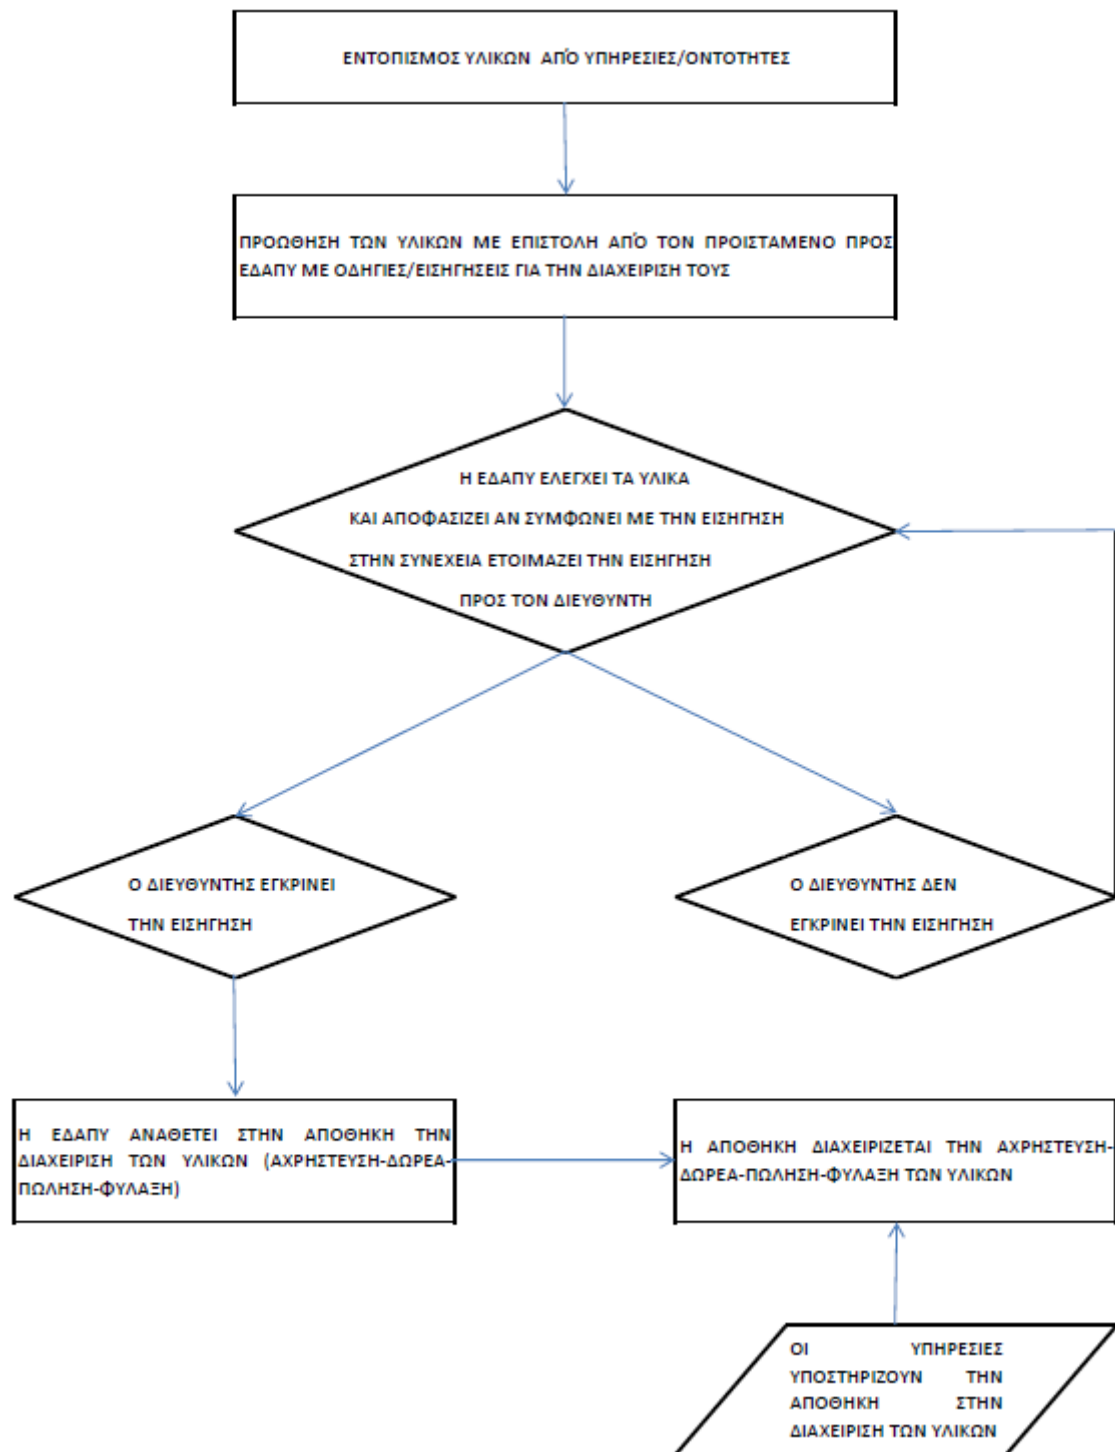 ΕΝΤΟΠΙΣΜΟΣ ΥΛΙΚΩΝ ΑΠΌ ΥΠΗΡΕΣΙΕΣ/ΟΝΤΟΤΗΤΕΣ
ΠΡΟΩΘΗΣΗ ΤΩΝ ΥΛΙΚΩΝ ΜΕ ΕΠΙΣΤΟΛΗ ΑΠΌ ΤΟΝ ΠΡΟΙΣΤΑΜΕΝΟ ΠΡΟΣ
ΕΔΑΠΥ ΜΕ ΟΔΗΓΙΕΣ/ΕΙΣΗΓΗΣΕΙΣ ΓΙΑ ΤΗΝ ΔΙΑΧΕΙΡΙΣΗ ΤΟΥΣ
Η ΕΔΑΠΥ ΕΛΕΓΧΕΙ ΤΑ ΥΛΙΚΑ
ΚΑΙ ΑΠΟΦΑΣΙΖΕΙ ΑΝ ΣΥΜΦΩΝΕΙ ΜΕ ΤΗΝ ΕΙΣΗΓΗΣΗ
ΣΤΗΝ ΣΥΝΕΧΕΙΑ ΕΤΟΙΜΑΖΕΙ ΤΗΝ ΕΙΣΗΓΗΣΗ
ΠΡΟΣ ΤΟΝ ΔΙΕΥΘΥΝΤΗ
Ο ΔΙΕΥΘΥΝΤΗΣ ΕΓΚΡΙΝΕΙ
ΤΗΝ ΕΙΣΗΓΗΣΗ
Ο ΔΙΕΥΘΥΝΤΗΣ ΔΕΝ
ΕΓΚΡΙΝΕΙ ΤΗΝ ΕΙΣΗΓΗΣΗ
Η ΕΔΑΠΥ ΑΝΑΘΕΤΕΙ ΣΤΗΝ ΑΠΟΘΗΚΗ ΤΗΝ
ΔΙΑΧΕΙΡΙΣΗ ΤΩΝ ΥΛΙΚΩΝ (ΑΧΡΗΣΤΕΥΣΗ-ΔΩΡΕΑ-
ΠΩΛΗΣΗ-ΦΥΛΑΞΗ)
Η ΑΠΟΘΗΚΗ ΔΙΑΧΕΙΡΙΖΕΤΑΙ ΤΗΝ ΑΧΡΗΣΤΕΥΣΗ-
ΔΩΡΕΑ-ΠΩΛΗΣΗ-ΦΥΛΑΞΗ ΤΩΝ ΥΛΙΚΩΝ
ΟΙ ΥΠΗΡΕΣΙΕΣ
ΥΠΟΣΤΗΡΙΖΟΥΝ ΤΗΝ
ΑΠΟΘΗΚΗ ΣΤΗΝ
ΔΙΑΧΕΙΡΙΣΗ ΤΩΝ ΥΛΙΚΩΝ